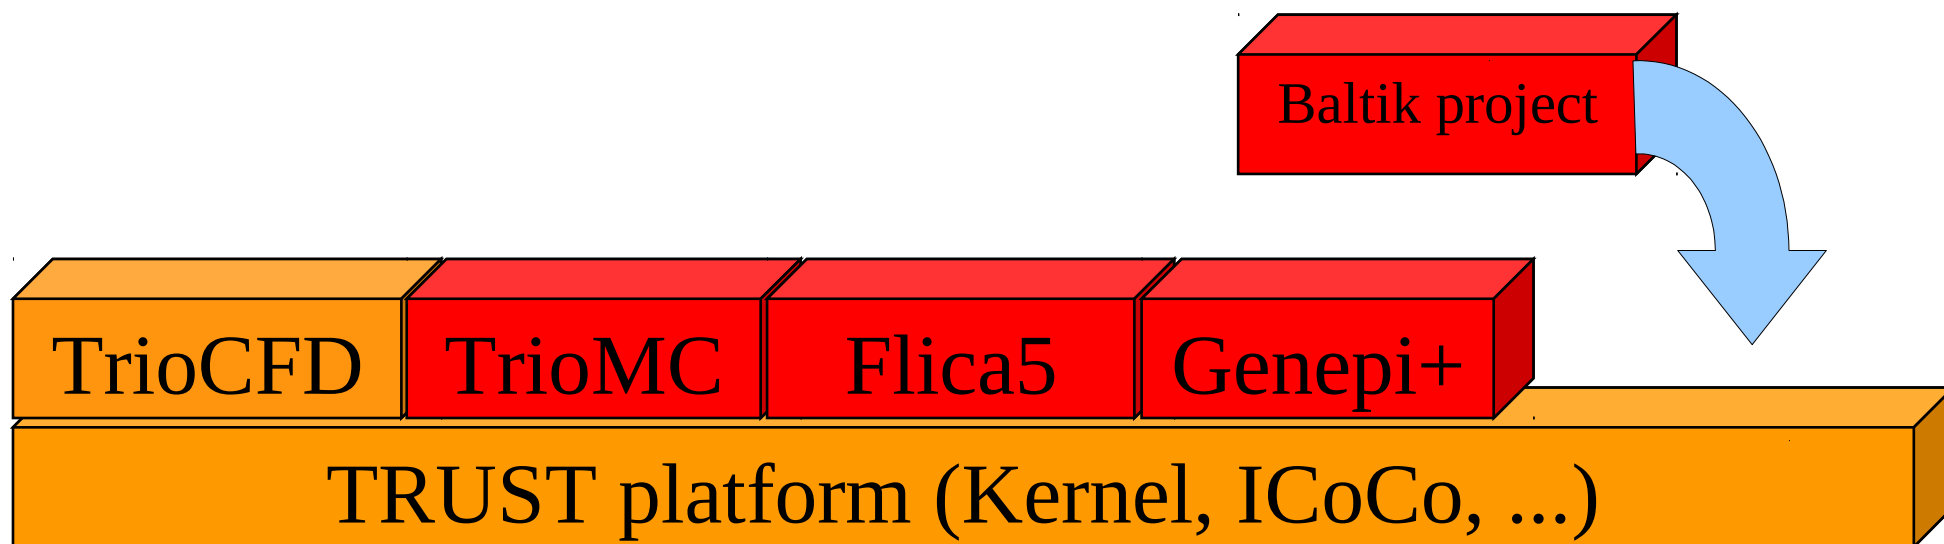 Baltik project
TrioCFD
TrioMC
Flica5
Genepi+
TRUST platform (Kernel, ICoCo, ...)